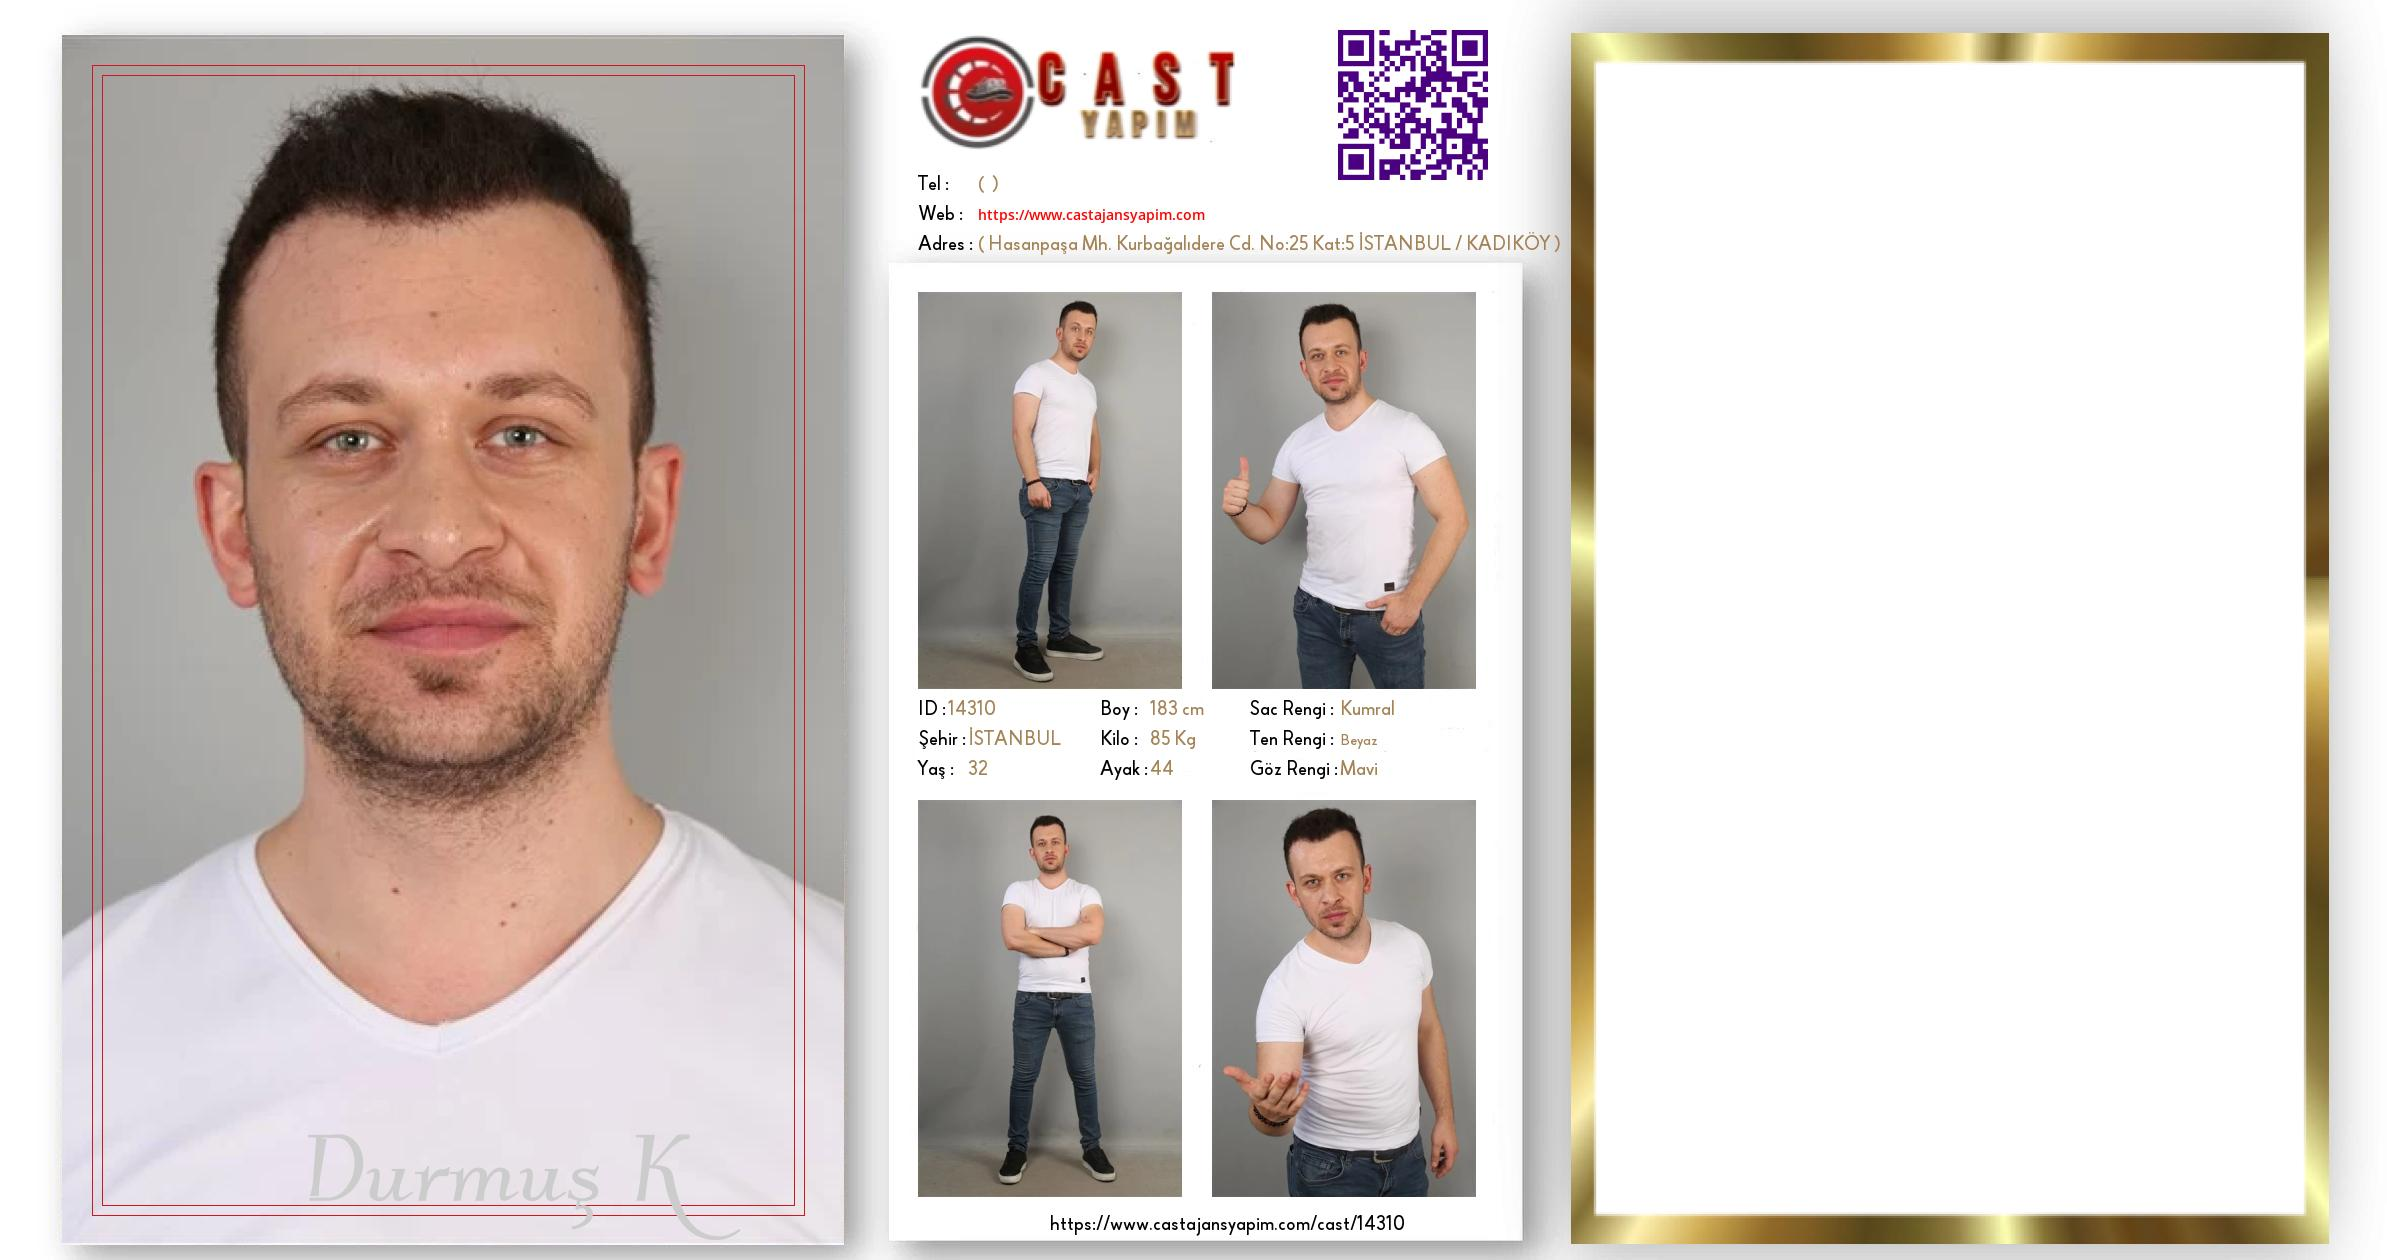 Durmuş K
CAST
YAPIM
Tel : ( )
Web : https://www.castajansyapim.com
Adres : ( Hasanpaşa Mh. Kurbağalıdere Cd. No:25 Kat:5 İSTANBUL / KADIKÖY )
ID : 14310 Boy : 183 cm Sac Rengi : Kumral
Şehir : İSTANBUL Kilo : 85 Kg Ten Rengi : Beyaz
Yaş : 32 Ayak : 44 Göz Rengi : Mavi
https://www.castajansyapim.com/cast/14310